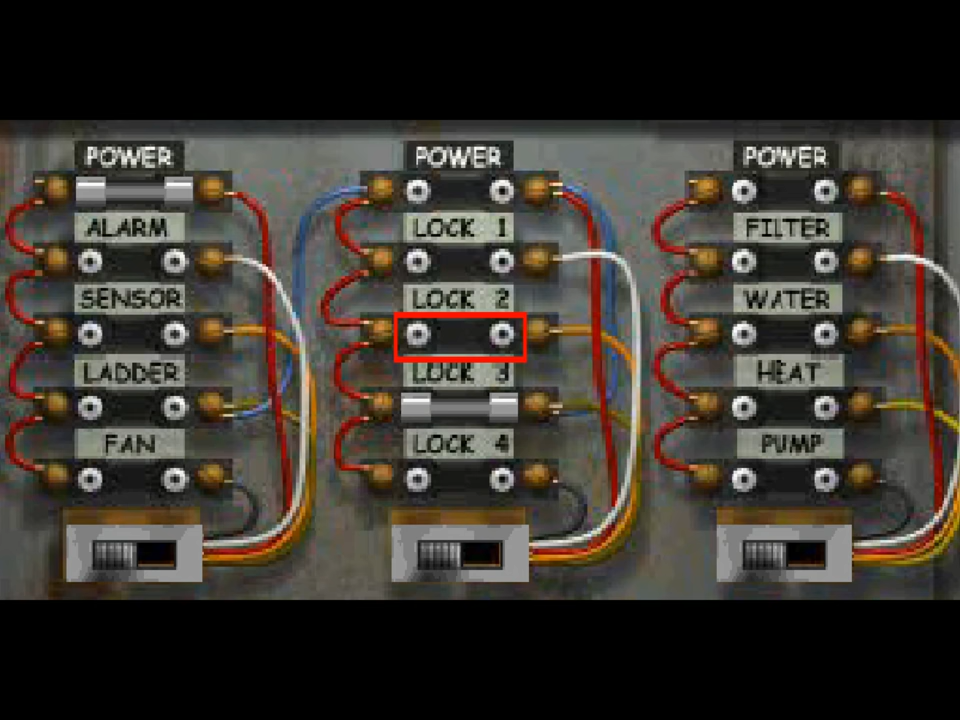 POWER POWER POWER
ALARM LOCK 1 FILTER
SENSOR LOCK 2 WATER
LADDER LOCK 3 HEAT
FAN LOCK 4 PUMP